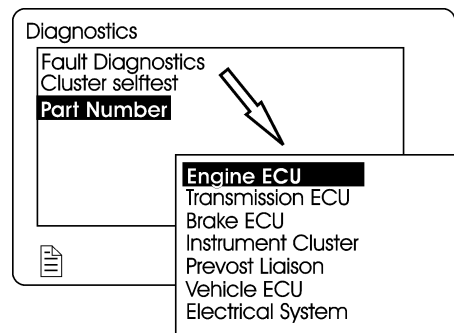 Diagnostics
Fault Diagnostics
Cluster selftest
Part Number
Engine ECU
Transmission ECU
Brake ECU
Instrument Cluster
Prevost Liaison
Vehicle ECU
Electrical System